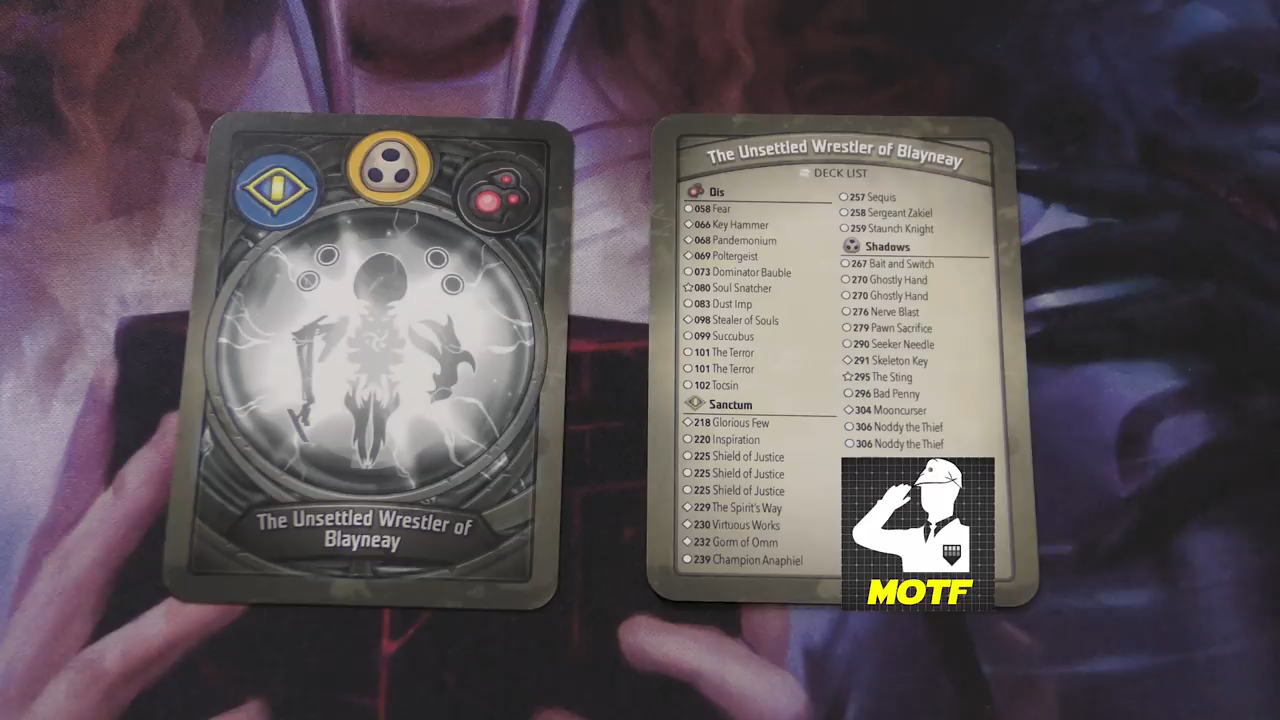 The Unsettled Wrestler of
Blayneay
The Unsettled Wrestler of Blayneay
DECK LIST
Dis
058 Fear
066 Key Hammer
068 Pandemonium
069 Poltergeist
073 Dominator Bauble
080 Soul Snatcher
083 Dust Imp
098 Stealer of Souls
099 Succubus
101 The Terror
101 The Terror
102 Tocsin
Sanctum
218 Glorious Few
220 Inspiration
225 Shield of Justice
225 Shield of Justice
225 Shield of Justice
229 The Spirit's Way
230 Virtuous Works
232 Gorm of Omm
239 Champion Anaphiel
257 Sequis
258 Sergeant Zakiel
259 Staunch Knight
Shadows
267 Bait and Switch
270 Ghostly Hand
270 Ghostly Hand
276 Nerve Blast
279 Pawn Sacrifice
290 Seeker Needle
291 Skeleton Key
295 The Sting
296 Bad Penny
304 Mooncurser
306 Noddy the Thief
306 Noddy the Thief
MOTF